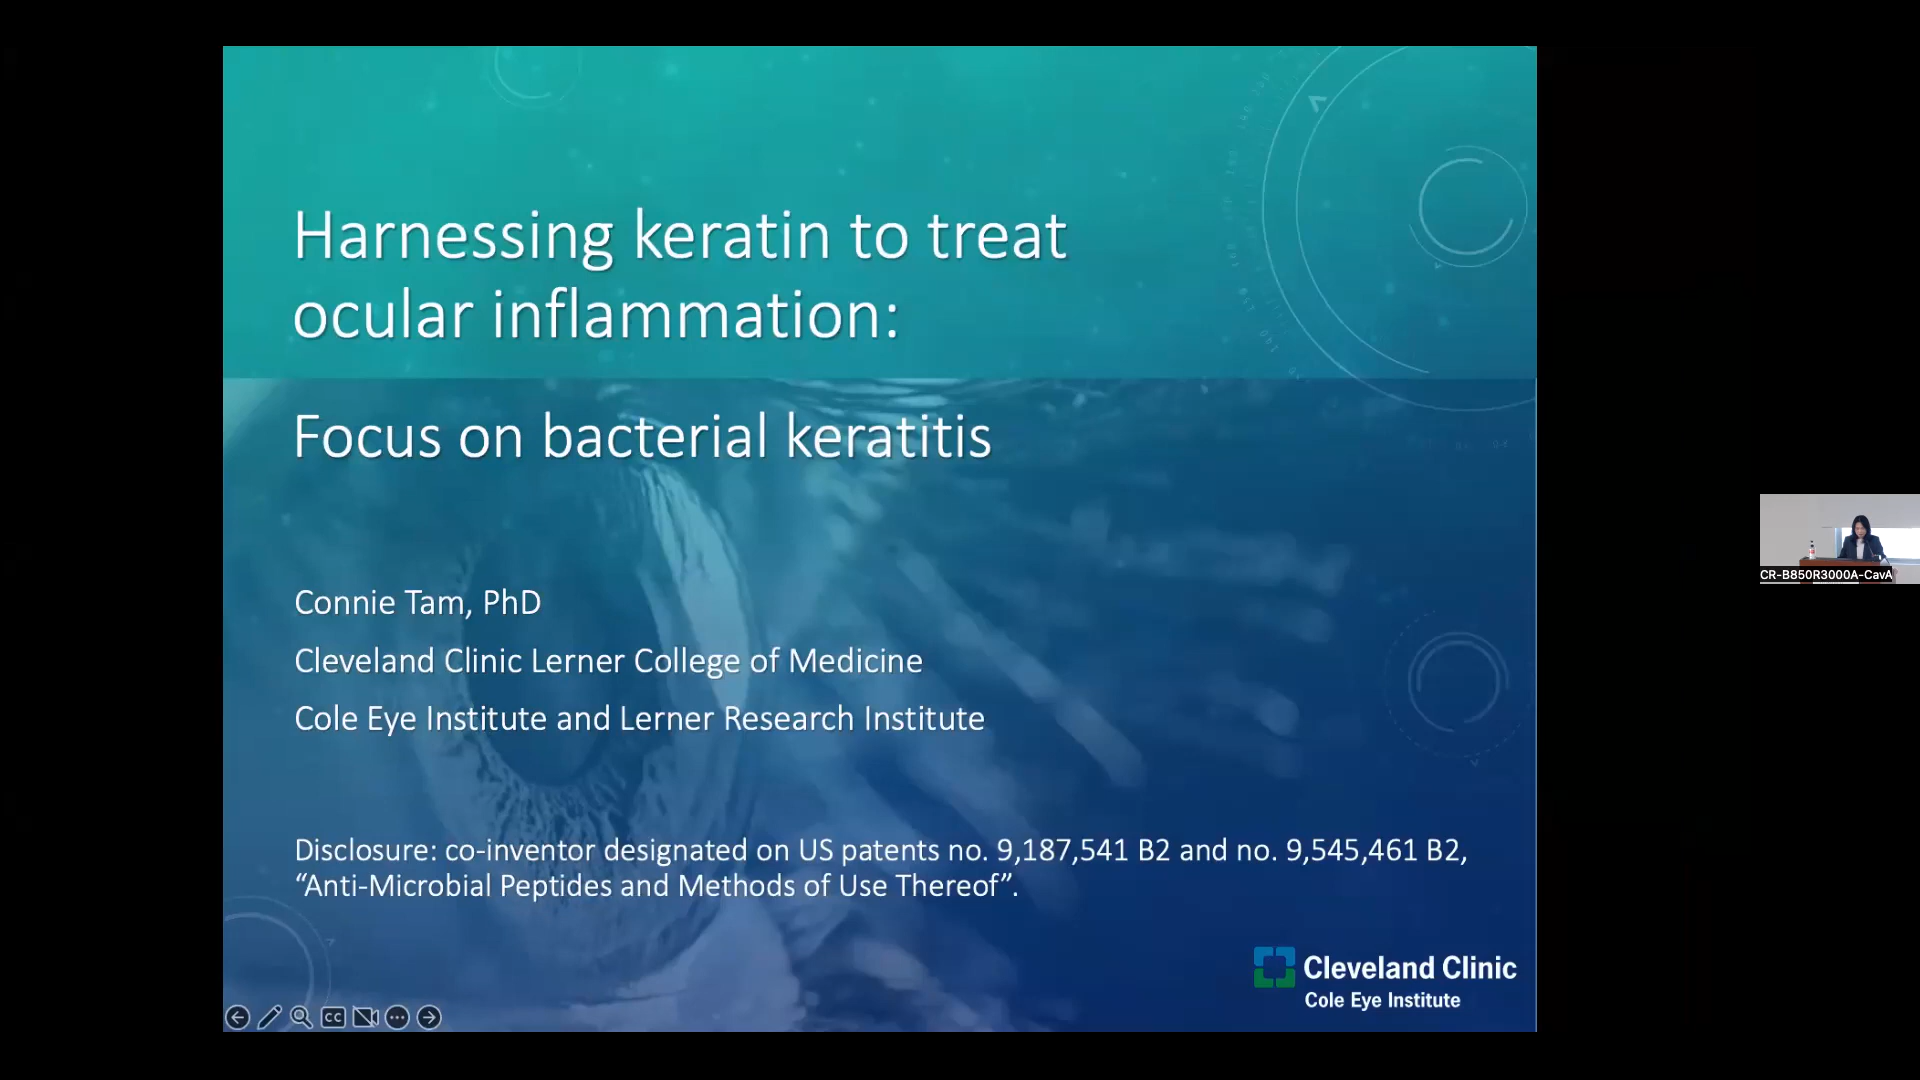 Harnessing keratin to treat
ocular inflammation:
Focus on bacterial keratitis
Connie Tam, PhD
Cleveland Clinic Lerner College of Medicine
Cole Eye Institute and Lerner Research Institute
Disclosure: co-inventor designated on US patents no. 9,187,541 B2 and no. 9,545,461 B2,
“Anti-Microbial Peptides and Methods of Use Thereof”.
Cleveland Clinic
Cole Eye Institute
CC
CR-B850R3000A-CavA